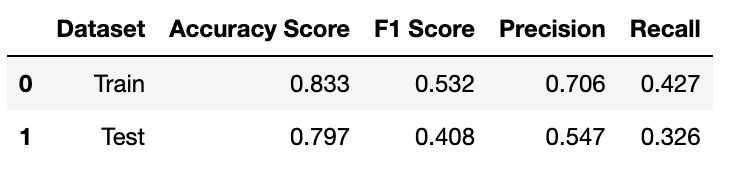 Dataset Accuracy Score F1 Score Precision Recall
0 Train 0.833 0.532 0.706 0.427
1 Test 0.797 0.408 0.547 0.326